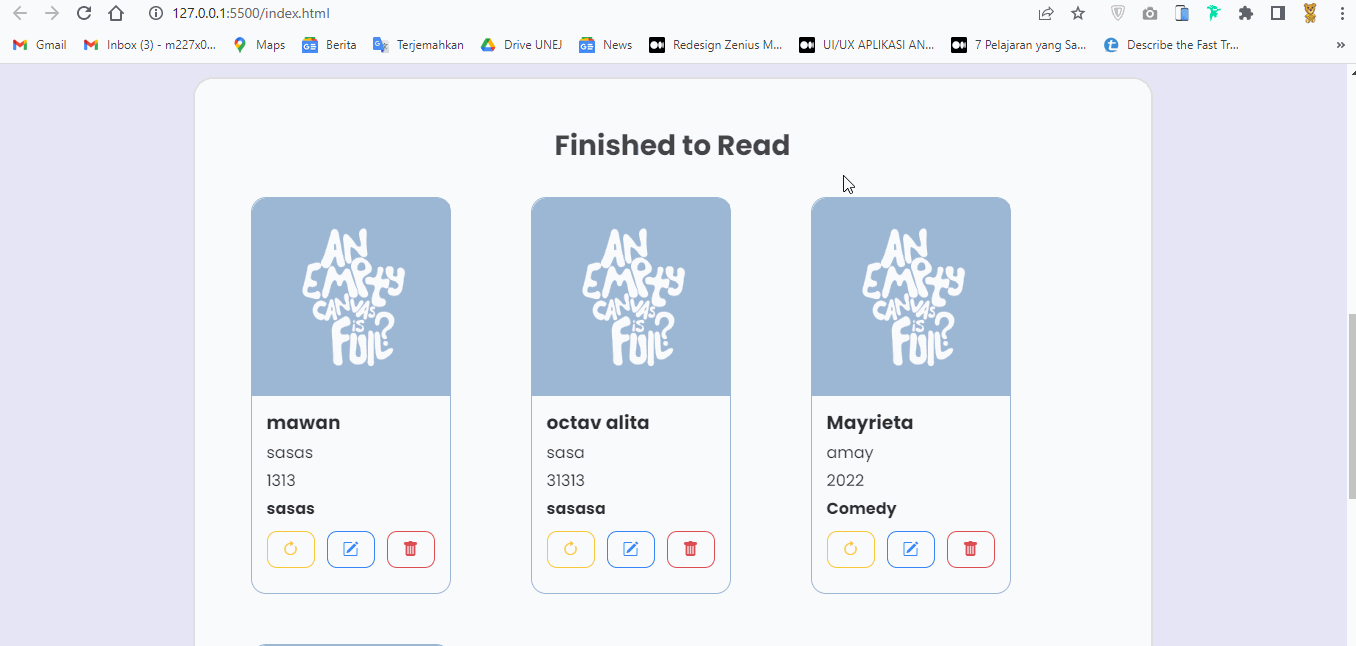 127.0.0.1:5500/index.html
Gmail
Inbox (3) - m227x0...
Maps
Berita
Terjemahkan
Drive UNEJ
News
Redesign Zenius M...
UI/UX APLIKASI AN...
7 Pelajaran yang Sa...
Describe the Fast Tr...
»
Finished to Read
AN EMPTY CANVAS IS FULL?
AN EMPTY CANVAS IS FULL?
AN EMPTY CANVAS IS FULL?
mawan
sasas
1313
sasas
octav alita
sasa
31313
sasasa
Mayrieta
amay
2022
Comedy